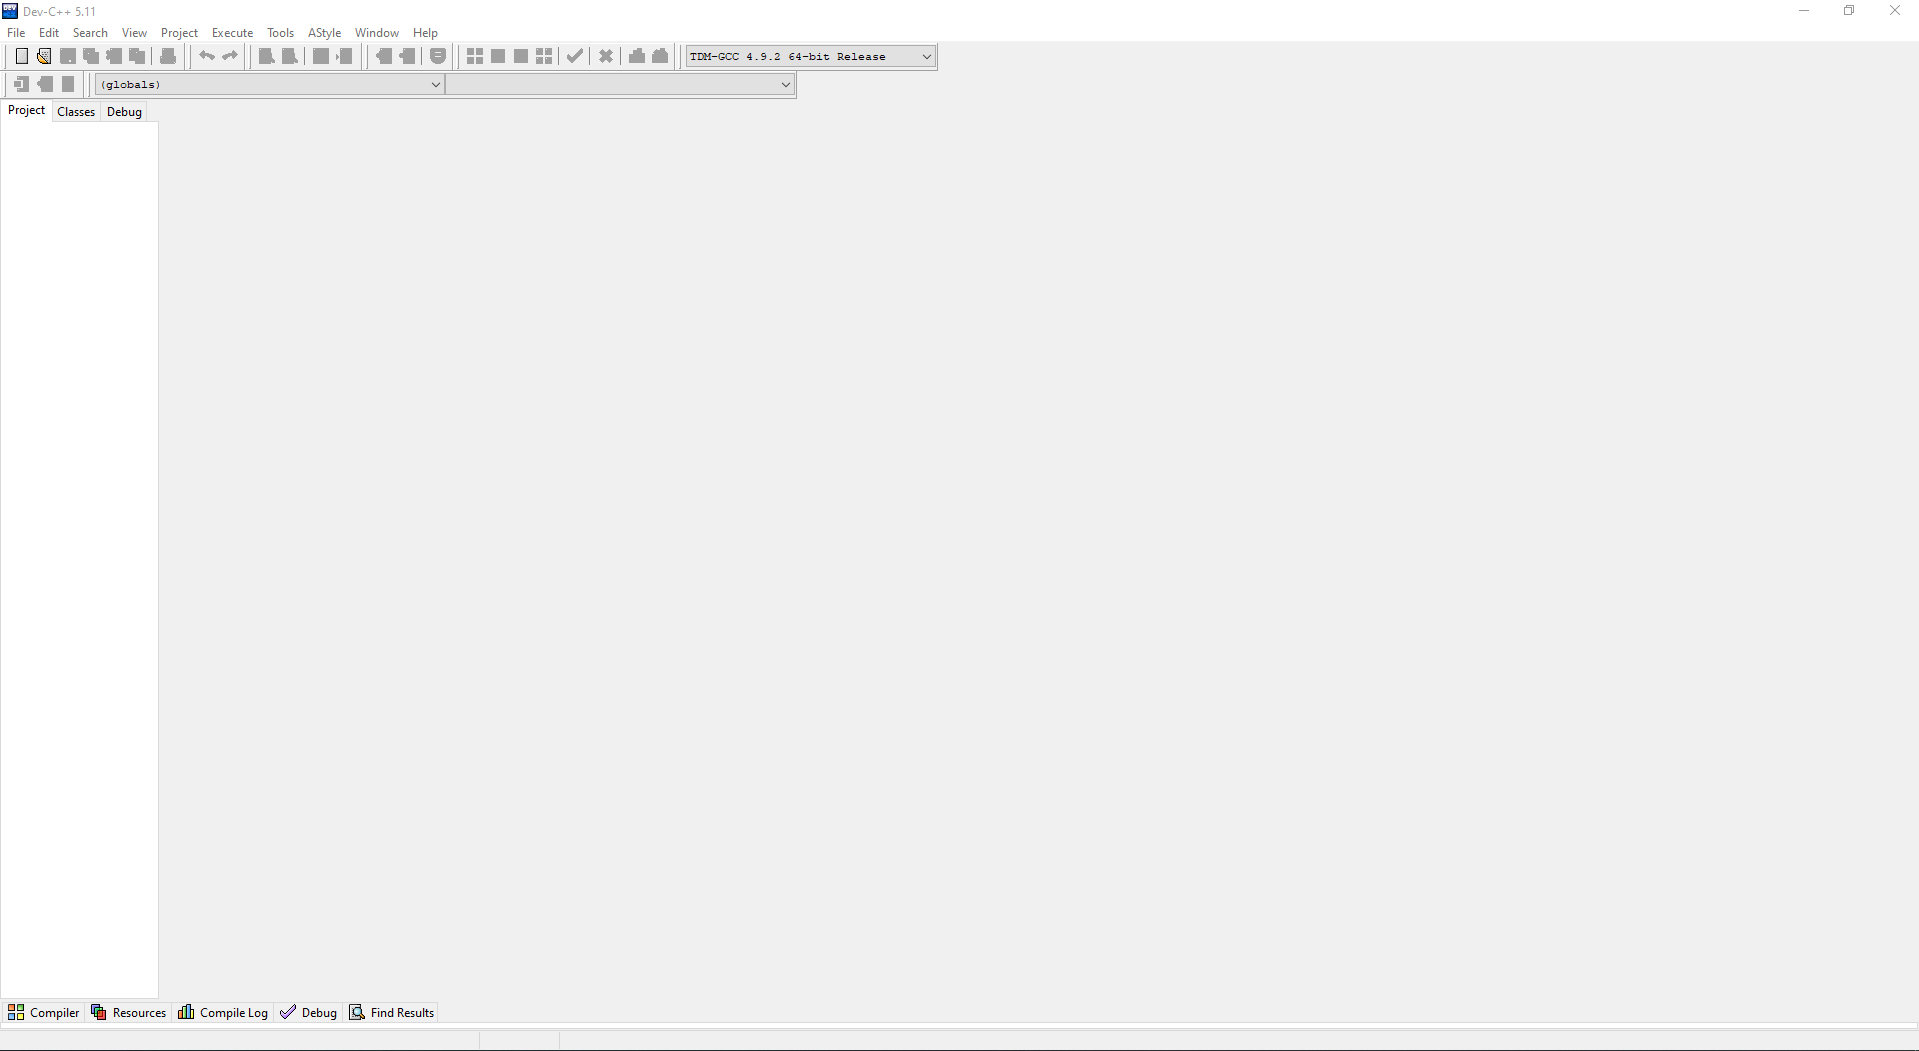 Dev-C++ 5.11
File Edit Search View Project Execute Tools AStyle Window Help
TDM-GCC 4.9.2 64-bit Release
(globals)
Project Classes Debug
Compiler Resources Compile Log Debug Find Results